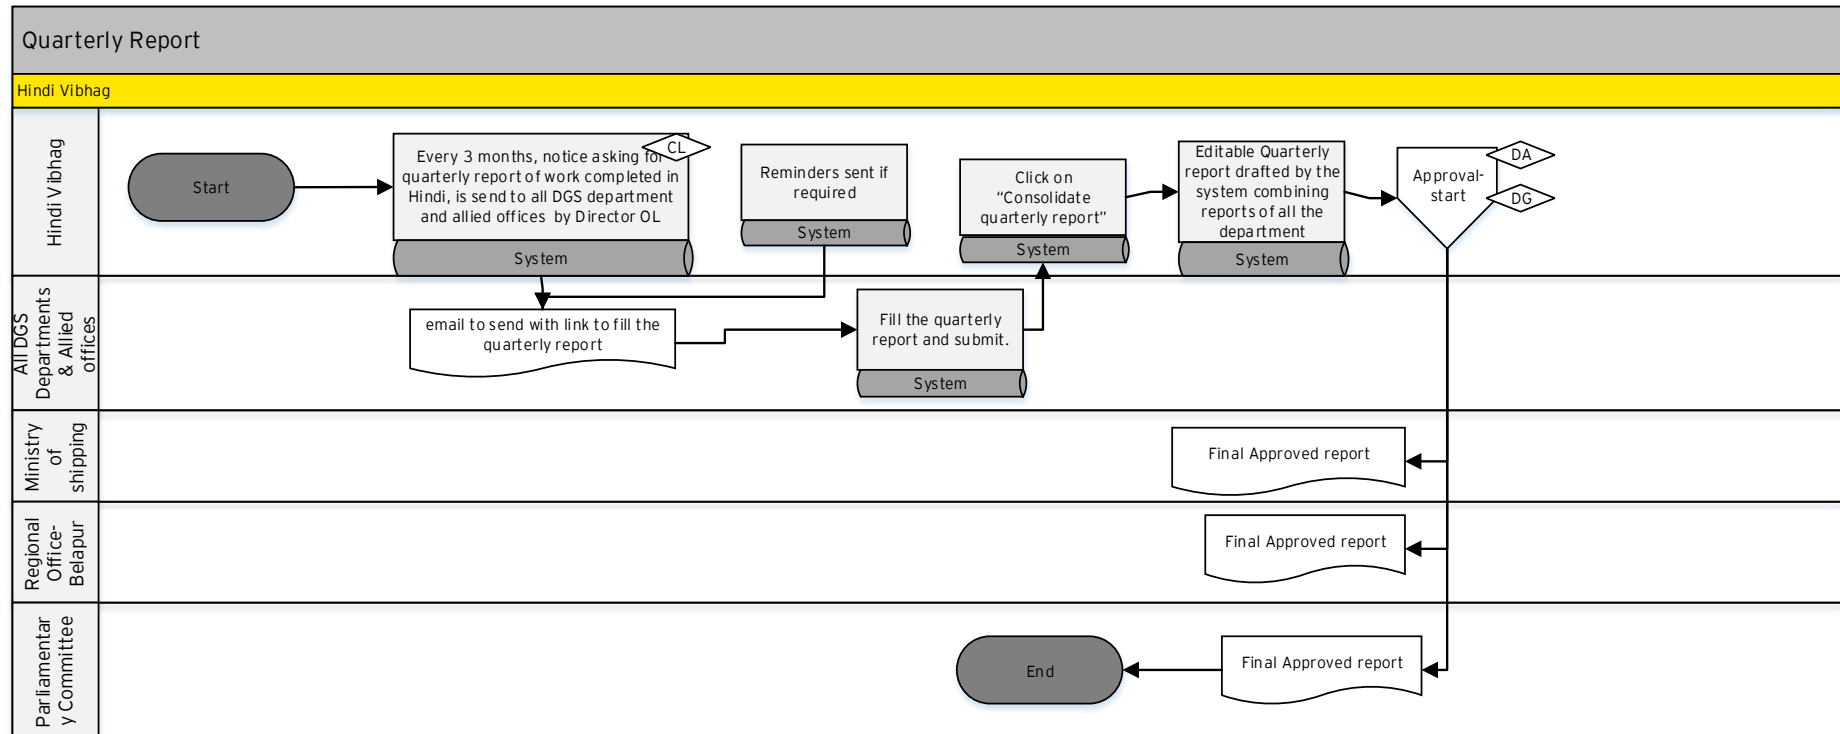 Quarterly Report
Hindi Vibhag
Hindi Vibhag
Start
Every 3 months, notice asking for
quarterly report of work completed in
Hindi, is send to all DGS department
and allied offices by Director OL
CL
System
Reminders sent if
required
System
Click on
“Consolidate
quarterly report”
System
Editable Quarterly
report drafted by the
system combining
reports of all the
department
System
Approval-
start
DA
DG
All DGS
Departments
& Allied
offices
email to send with link to fill the
quarterly report
Fill the quarterly
report and submit.
System
Ministry
of
shipping
Final Approved report
Regional
Office-
Belapur
Final Approved report
Parliamentar
y Committee
End
Final Approved report